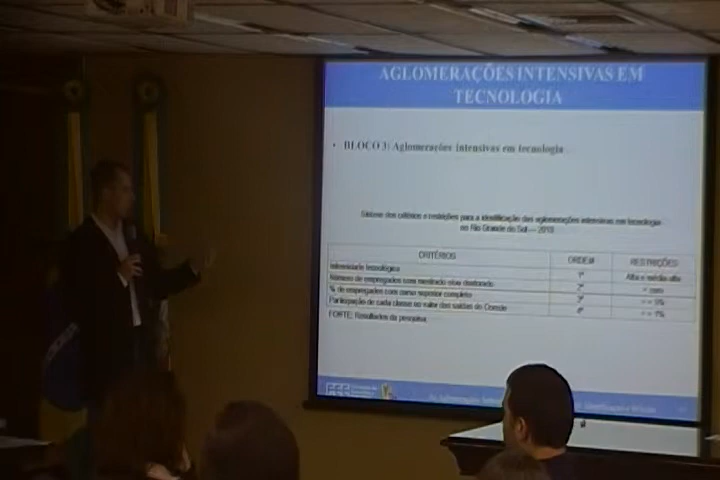 AGLOMERAÇÕES INTENSIVAS EM
TECNOLOGIA
• BLOCO 3: Aglomerações intensivas em tecnologia
Síntese dos critérios e restrições para a identificação das aglomerações intensivas em tecnologia
no Rio Grande do Sul — 2010
CRITÉRIOS ORDEM RESTRIÇÕES
Intensidade tecnológica 1ª Alta e média-alta
Número de empregados com mestrado e/ou doutorado 2ª > zero
% de empregados com curso superior completo 3ª >= 5%
Participação de cada classe no valor das saídas do Corede 4ª >= 1%
FONTE: Resultados da pesquisa.
FEE